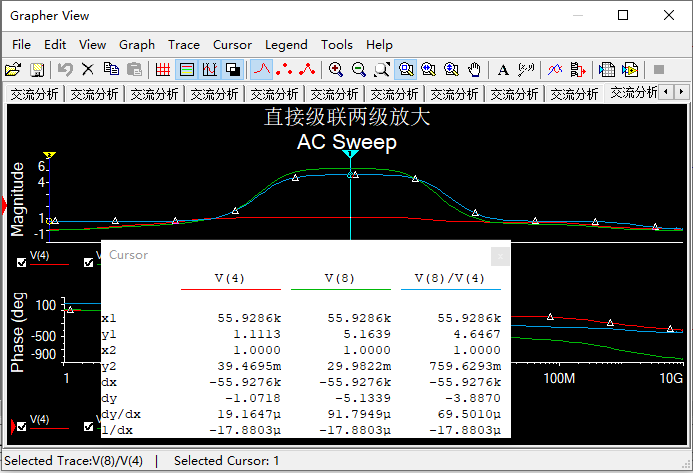 Grapher View
File Edit View Graph Trace Cursor Legend Tools Help
交流分析 交流分析 交流分析 交流分析 交流分析 交流分析 交流分析 交流分析 交流分析 交流分析 交流分析
直接级联两级放大
AC Sweep
Magnitude
6
4
1
-1
V(4) V(8)
Cursor
V(4) V(8) V(8)/V(4)
x1 55.9286k 55.9286k 55.9286k
y1 1.1113 5.1639 4.6467
x2 1.0000 1.0000 1.0000
y2 39.4695m 29.9822m 759.6293m
dx -55.9276k -55.9276k -55.9276k
dy -1.0718 -5.1339 -3.8870
dy/dx 19.1647µ 91.7949µ 69.5010µ
1/dx -17.8803µ -17.8803µ -17.8803µ
Phase (deg
100
-500
-900
1 100M 10G
V(4)
Selected Trace:V(8)/V(4) | Selected Cursor: 1